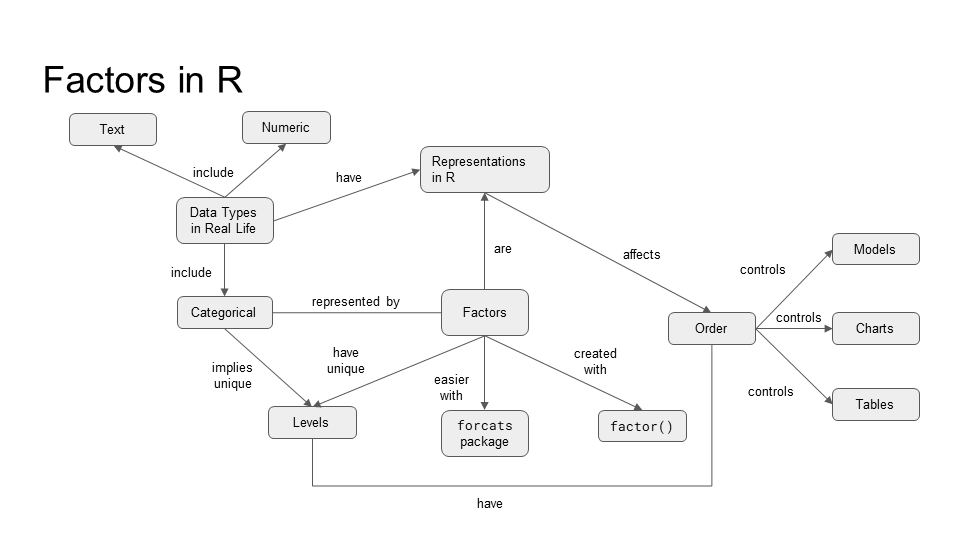 Factors in R
Text
Numeric
include
have
Representations
in R
Data Types
in Real Life
are
affects
Models
controls
include
represented by
Categorical
Factors
controls
Order
Charts
implies
unique
have
unique
easier
with
created
with
controls
Tables
Levels
forcats
package
factor()
have